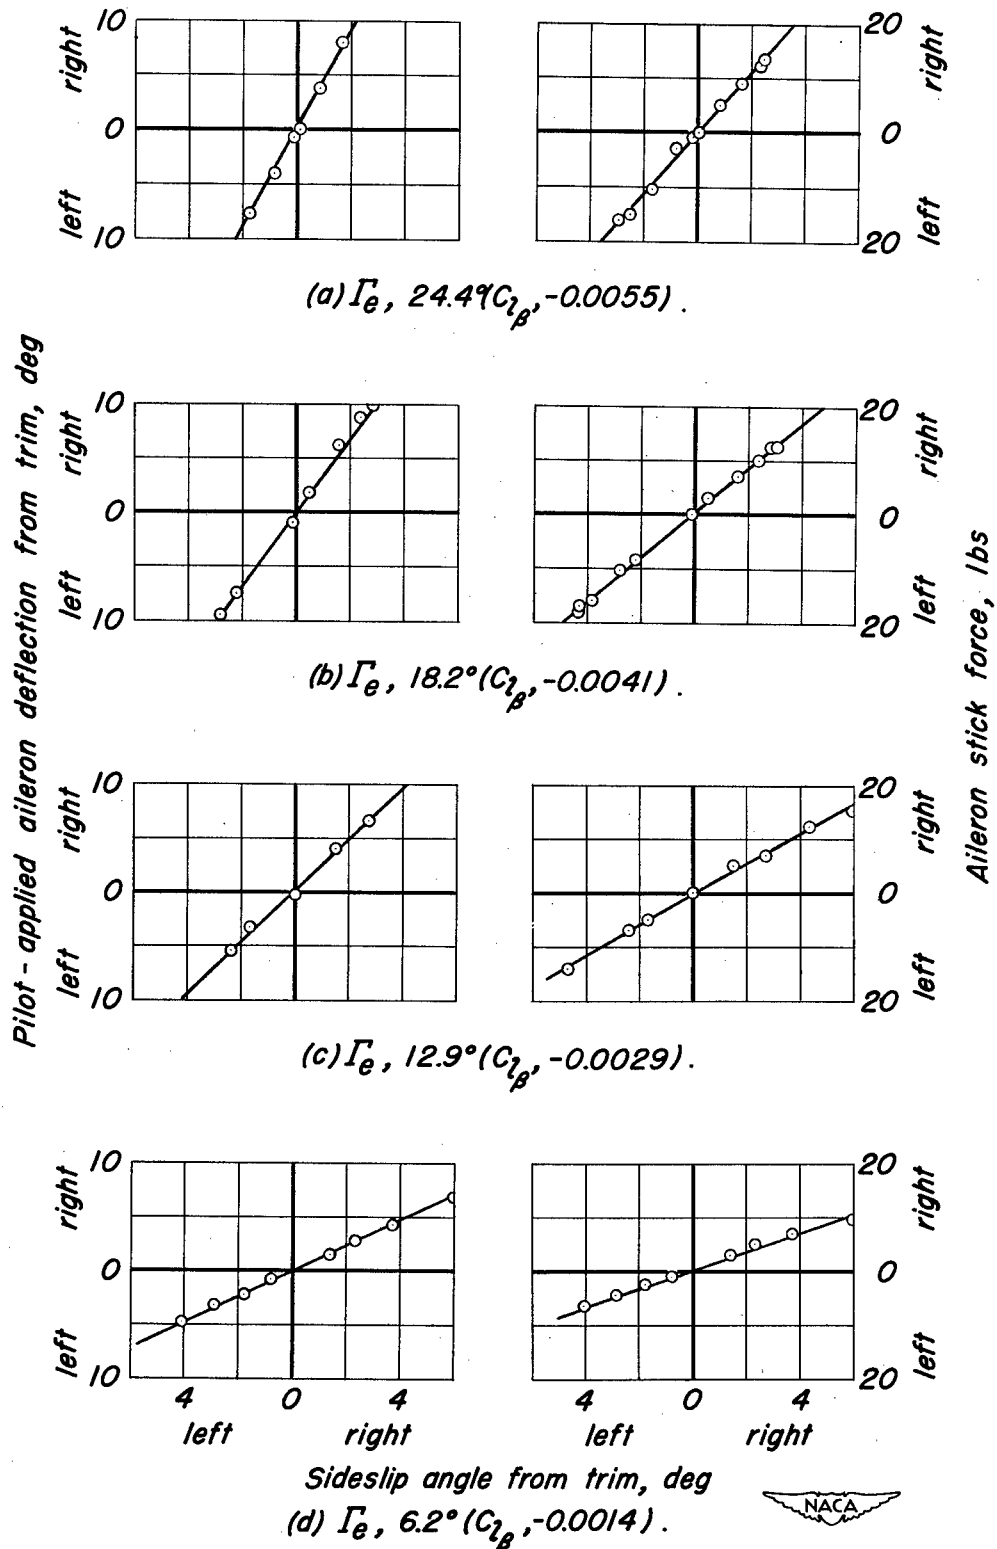 Pilot-applied aileron deflection from trim, deg
Aileron stick force, lbs
10
right
0
left
10
20
right
0
left
20
(a) Γe, 24.4°(Clβ, -0.0055).
10
right
0
left
10
20
right
0
left
20
(b) Γe, 18.2°(Clβ, -0.0041).
10
right
0
left
10
20
right
0
left
20
(c) Γe, 12.9°(Clβ, -0.0029).
10
right
0
left
10
20
right
0
left
20
4 0 4
left right
4 0 4
left right
Sideslip angle from trim, deg
(d) Γe, 6.2°(Clβ, -0.0014).
NACA